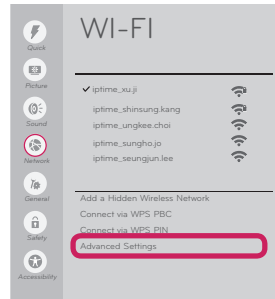 WI-FI
Quick
Picture
Sound
Network
General
Safety
Accessibility
iptime_xu.ji
iptime_shinsung.kang
iptime_ungkee.choi
iptime_sungho.jo
iptime_seungjun.lee
Add a Hidden Wireless Network
Connect via WPS PBC
Connect via WPS PIN
Advanced Settings